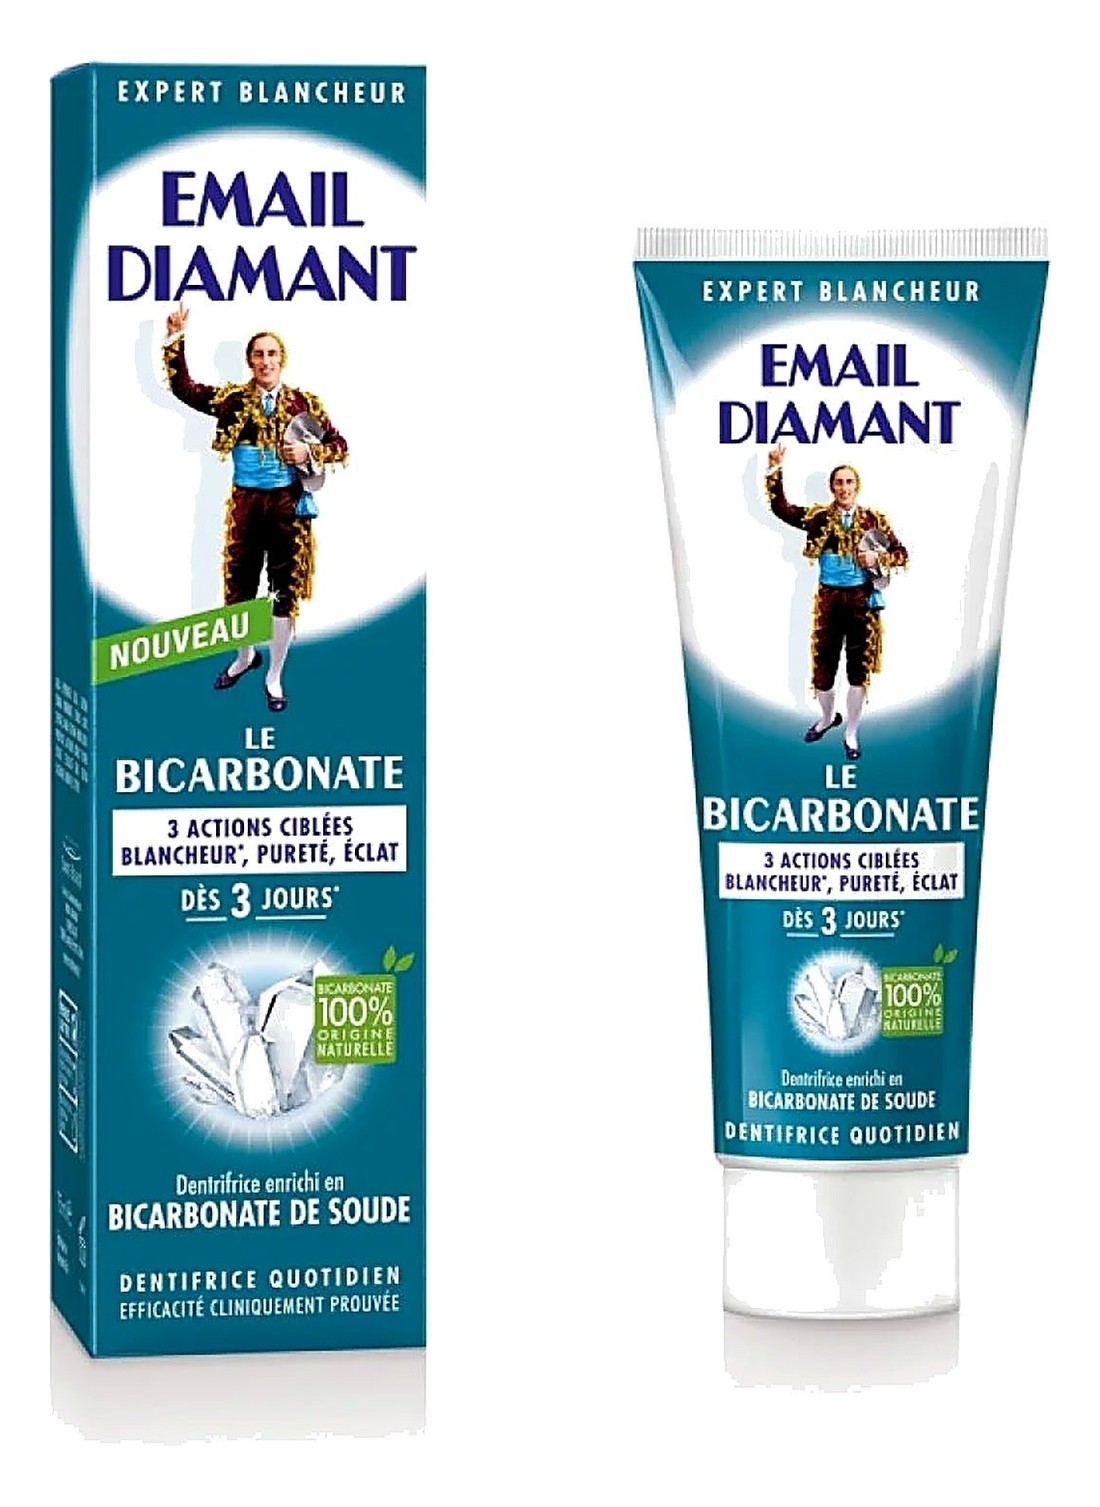 EXPERT BLANCHEUR
EMAIL
DIAMANT
NOUVEAU
LE
BICARBONATE
3 ACTIONS CIBLÉES
BLANCHEUR*, PURETÉ, ÉCLAT
DÈS 3 JOURS*
BICARBONATE
100%
ORIGINE
NATURELLE
Dentrifrice enrichi en
BICARBONATE DE SOUDE
DENTIFRICE QUOTIDIEN
EFFICACITÉ CLINIQUEMENT PROUVÉE
EXPERT BLANCHEUR
EMAIL
DIAMANT
LE
BICARBONATE
3 ACTIONS CIBLÉES
BLANCHEUR*, PURETÉ, ÉCLAT
DÈS 3 JOURS*
BICARBONATE
100%
ORIGINE
NATURELLE
Dentrifrice enrichi en
BICARBONATE DE SOUDE
DENTIFRICE QUOTIDIEN